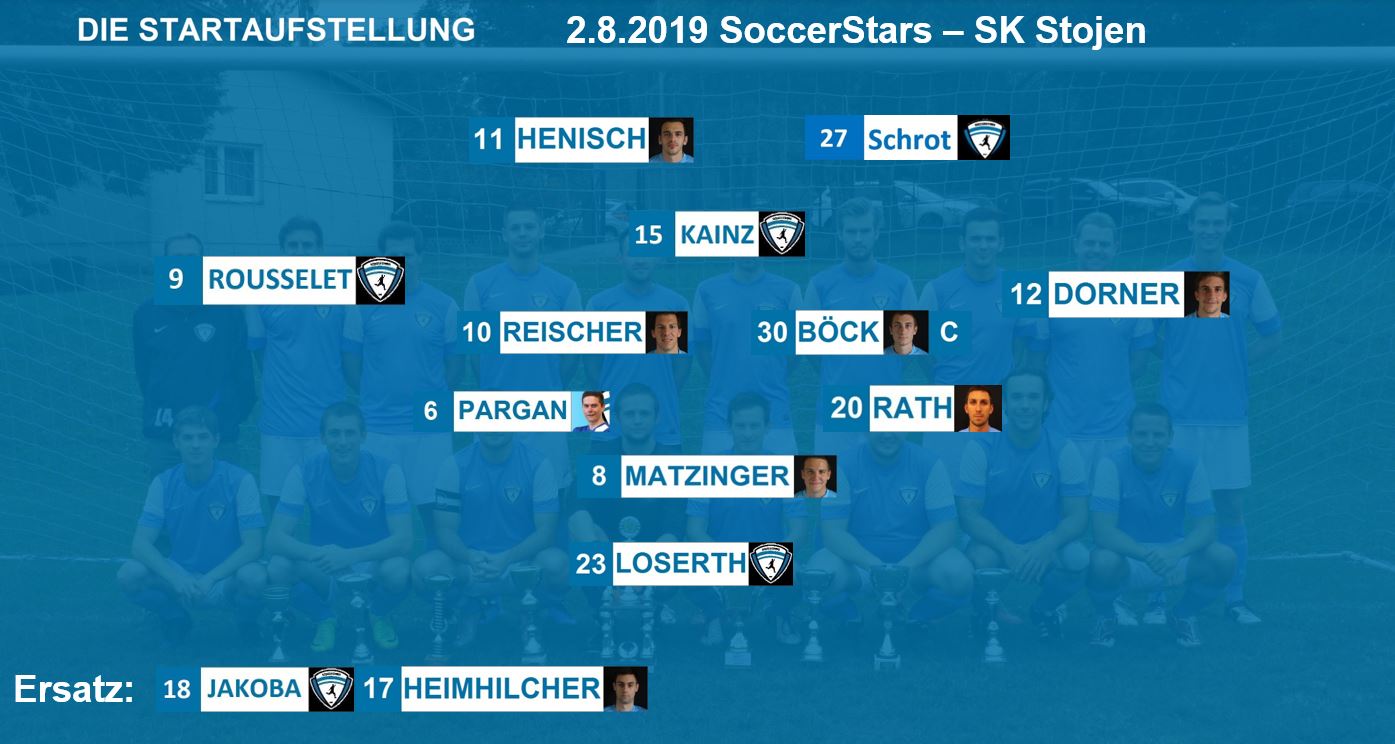 DIE STARTAUFSTELLUNG 2.8.2019 SoccerStars – SK Stojen
11 HENISCH 27 Schrot
15 KAINZ
9 ROUSSELET 12 DORNER
10 REISCHER 30 BÖCK C
6 PARGAN 20 RATH
8 MATZINGER
23 LOSERTH
Ersatz: 18 JAKOBA 17 HEIMHILCHER
14